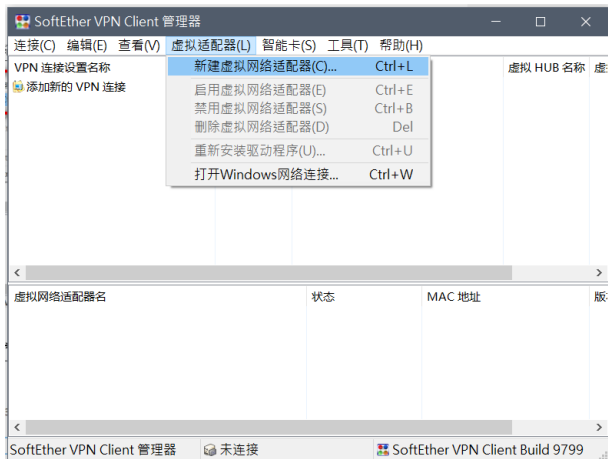 SoftEther VPN Client 管理器
连接(C) 编辑(E) 查看(V) 虚拟适配器(L) 智能卡(S) 工具(T) 帮助(H)
VPN 连接设置名称 虚拟 HUB 名称 虚
新建虚拟网络适配器(C)... Ctrl+L
添加新的 VPN 连接
启用虚拟网络适配器(E) Ctrl+E
禁用虚拟网络适配器(S) Ctrl+B
删除虚拟网络适配器(D) Del
重新安装驱动程序(U)... Ctrl+U
打开Windows网络连接... Ctrl+W
虚拟网络适配器名 状态 MAC 地址 版
SoftEther VPN Client 管理器 未连接 SoftEther VPN Client Build 9799